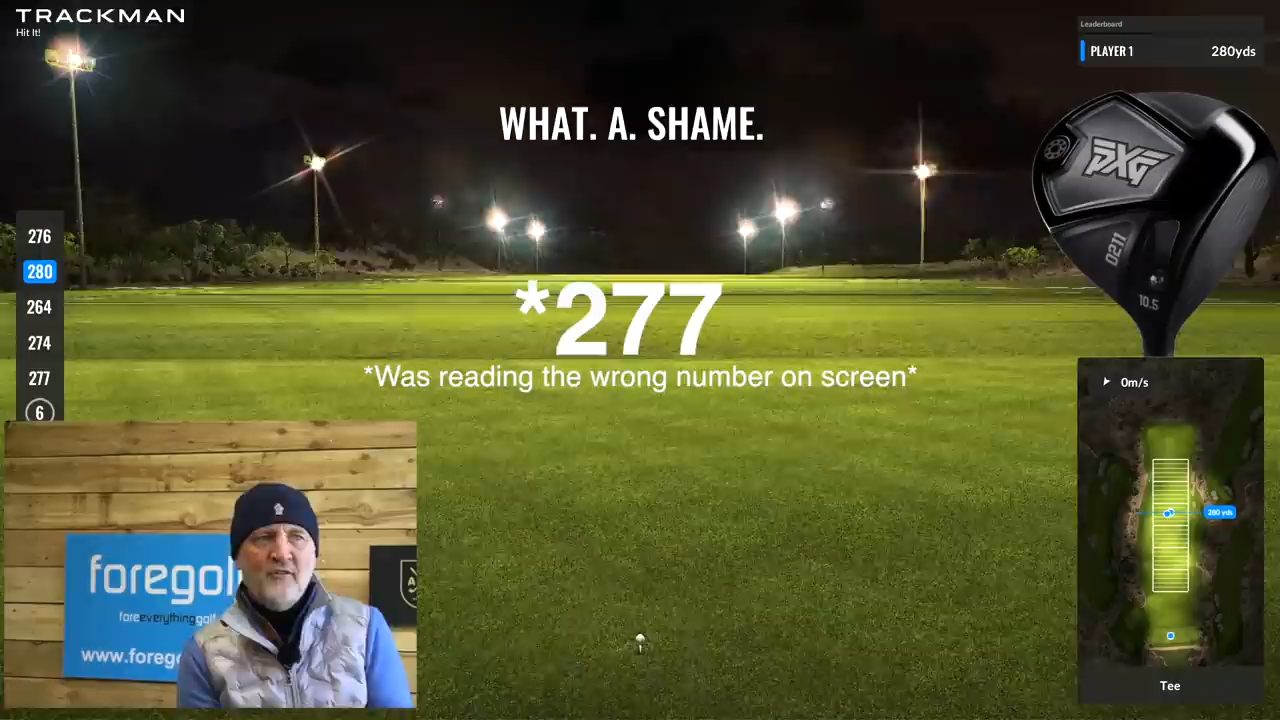 TRACKMAN
Hit It!
Leaderboard
PLAYER 1 280yds
WHAT. A. SHAME.
PXG
0211
10.5
276
280
264
274
277
6
*277
*Was reading the wrong number on screen*
0m/s
280 yds
Tee
foregol
foreeverythinggolf
www.foreg